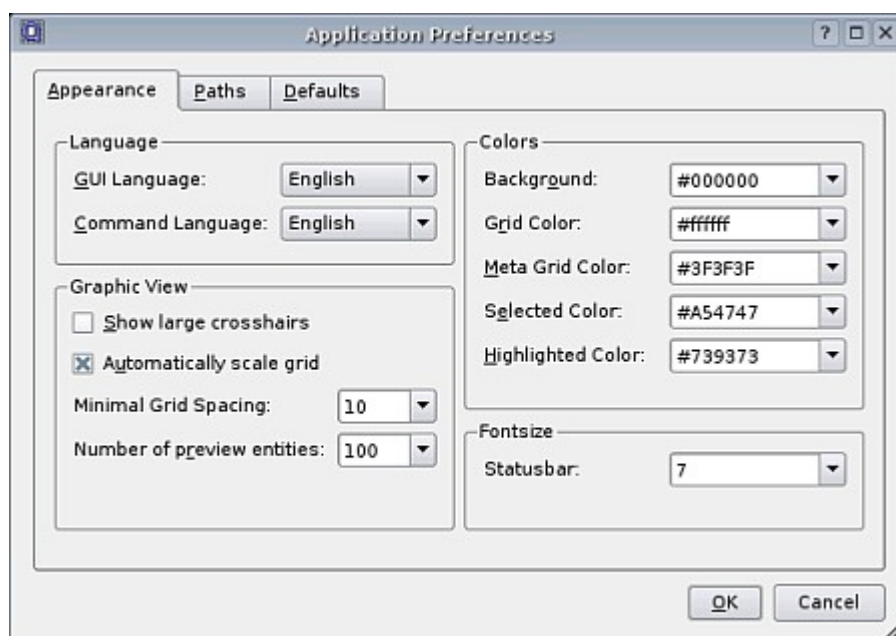 Application Preferences
Appearance
Paths
Defaults
Language
GUI Language: English
Command Language: English
Graphic View
Show large crosshairs
Automatically scale grid
Minimal Grid Spacing: 10
Number of preview entities: 100
Colors
Background: #000000
Grid Color: #ffffff
Meta Grid Color: #3F3F3F
Selected Color: #A54747
Highlighted Color: #739373
Fontsize
Statusbar: 7
OK
Cancel